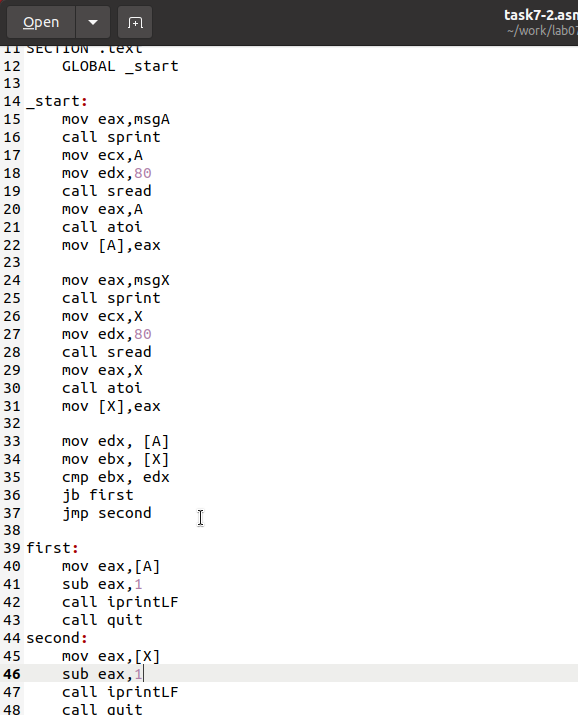 Open
task7-2.asm
~/work/lab07
11 SECTION .text
12     GLOBAL _start
13
14 _start:
15     mov eax,msgA
16     call sprint
17     mov ecx,A
18     mov edx,80
19     call sread
20     mov eax,A
21     call atoi
22     mov [A],eax
23
24     mov eax,msgX
25     call sprint
26     mov ecx,X
27     mov edx,80
28     call sread
29     mov eax,X
30     call atoi
31     mov [X],eax
32
33     mov edx, [A]
34     mov ebx, [X]
35     cmp ebx, edx
36     jb first
37     jmp second
38
39 first:
40     mov eax,[A]
41     sub eax,1
42     call iprintLF
43     call quit
44 second:
45     mov eax,[X]
46     sub eax,1
47     call iprintLF
48     call quit